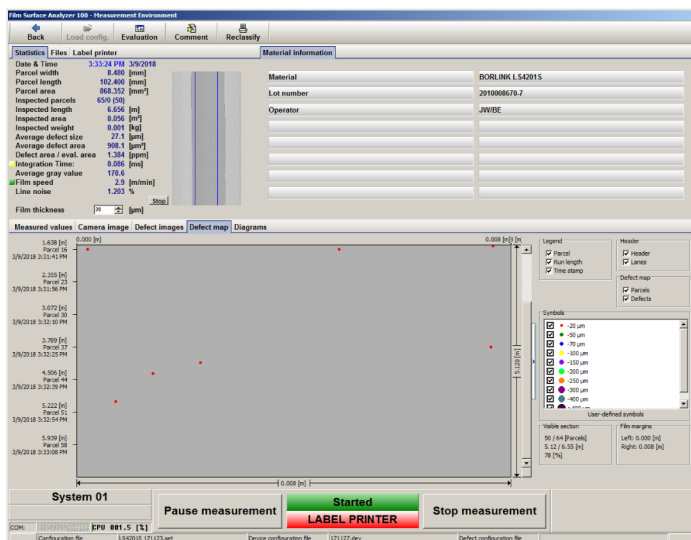 Film Surface Analyzer 100 - Measurement Environment
Back Load config. Evaluation Comment Reclassify
Statistics Files Label printer
Date & Time 3:33:24 PM 3/9/2018
Parcel width 8.480 [mm]
Parcel length 102.400 [mm]
Parcel area 868.352 [mm²]
Inspected parcels 65/0 (50)
Inspected length 6.656 [m]
Inspected area 0.056 [m²]
Inspected weight 0.001 [kg]
Average defect size 27.1 [µm]
Average defect area 908.1 [µm²]
Defect area / eval. area 1.384 [ppm]
Integration Time: 0.086 [ms]
Average gray value 170.6
Film speed 2.9 [m/min]
Line noise 1.203 %
Stop
Film thickness [µm]
Material information
Material BORLINK LS4201S
Lot number 2010008670-7
Operator JW/BE
Measured values Camera image Defect images Defect map Diagrams
0.000 [m] 0.008 [m]
1.638 [m]
Parcel 16
3/9/2018 3:31:41 PM
2.355 [m]
Parcel 23
3/9/2018 3:31:56 PM
3.072 [m]
Parcel 30
3/9/2018 3:32:10 PM
3.789 [m]
Parcel 37
3/9/2018 3:32:25 PM
4.506 [m]
Parcel 44
3/9/2018 3:32:39 PM
5.222 [m]
Parcel 51
3/9/2018 3:32:54 PM
5.939 [m]
Parcel 58
3/9/2018 3:33:08 PM
5.120 [m]
0.008 [m]
Legend
Parcel
Run length
Time stamp
Header
Header
Lanes
Defect map
Parcels
Defects
Symbols
-20 µm
-50 µm
-70 µm
-100 µm
-150 µm
-200 µm
-250 µm
-300 µm
-400 µm
User-defined symbols
Visible section
50 / 64 [Parcels]
5.12 / 6.55 [m]
78 [%]
Film margins
Left: 0.000 [m]
Right: 0.008 [m]
System 01
Pause measurement
Started
LABEL PRINTER
Stop measurement
COM: CPU 001.5 [%]
Configuration file LS4201S 171123.set Device configuration file 171127.dev Defect configuration file